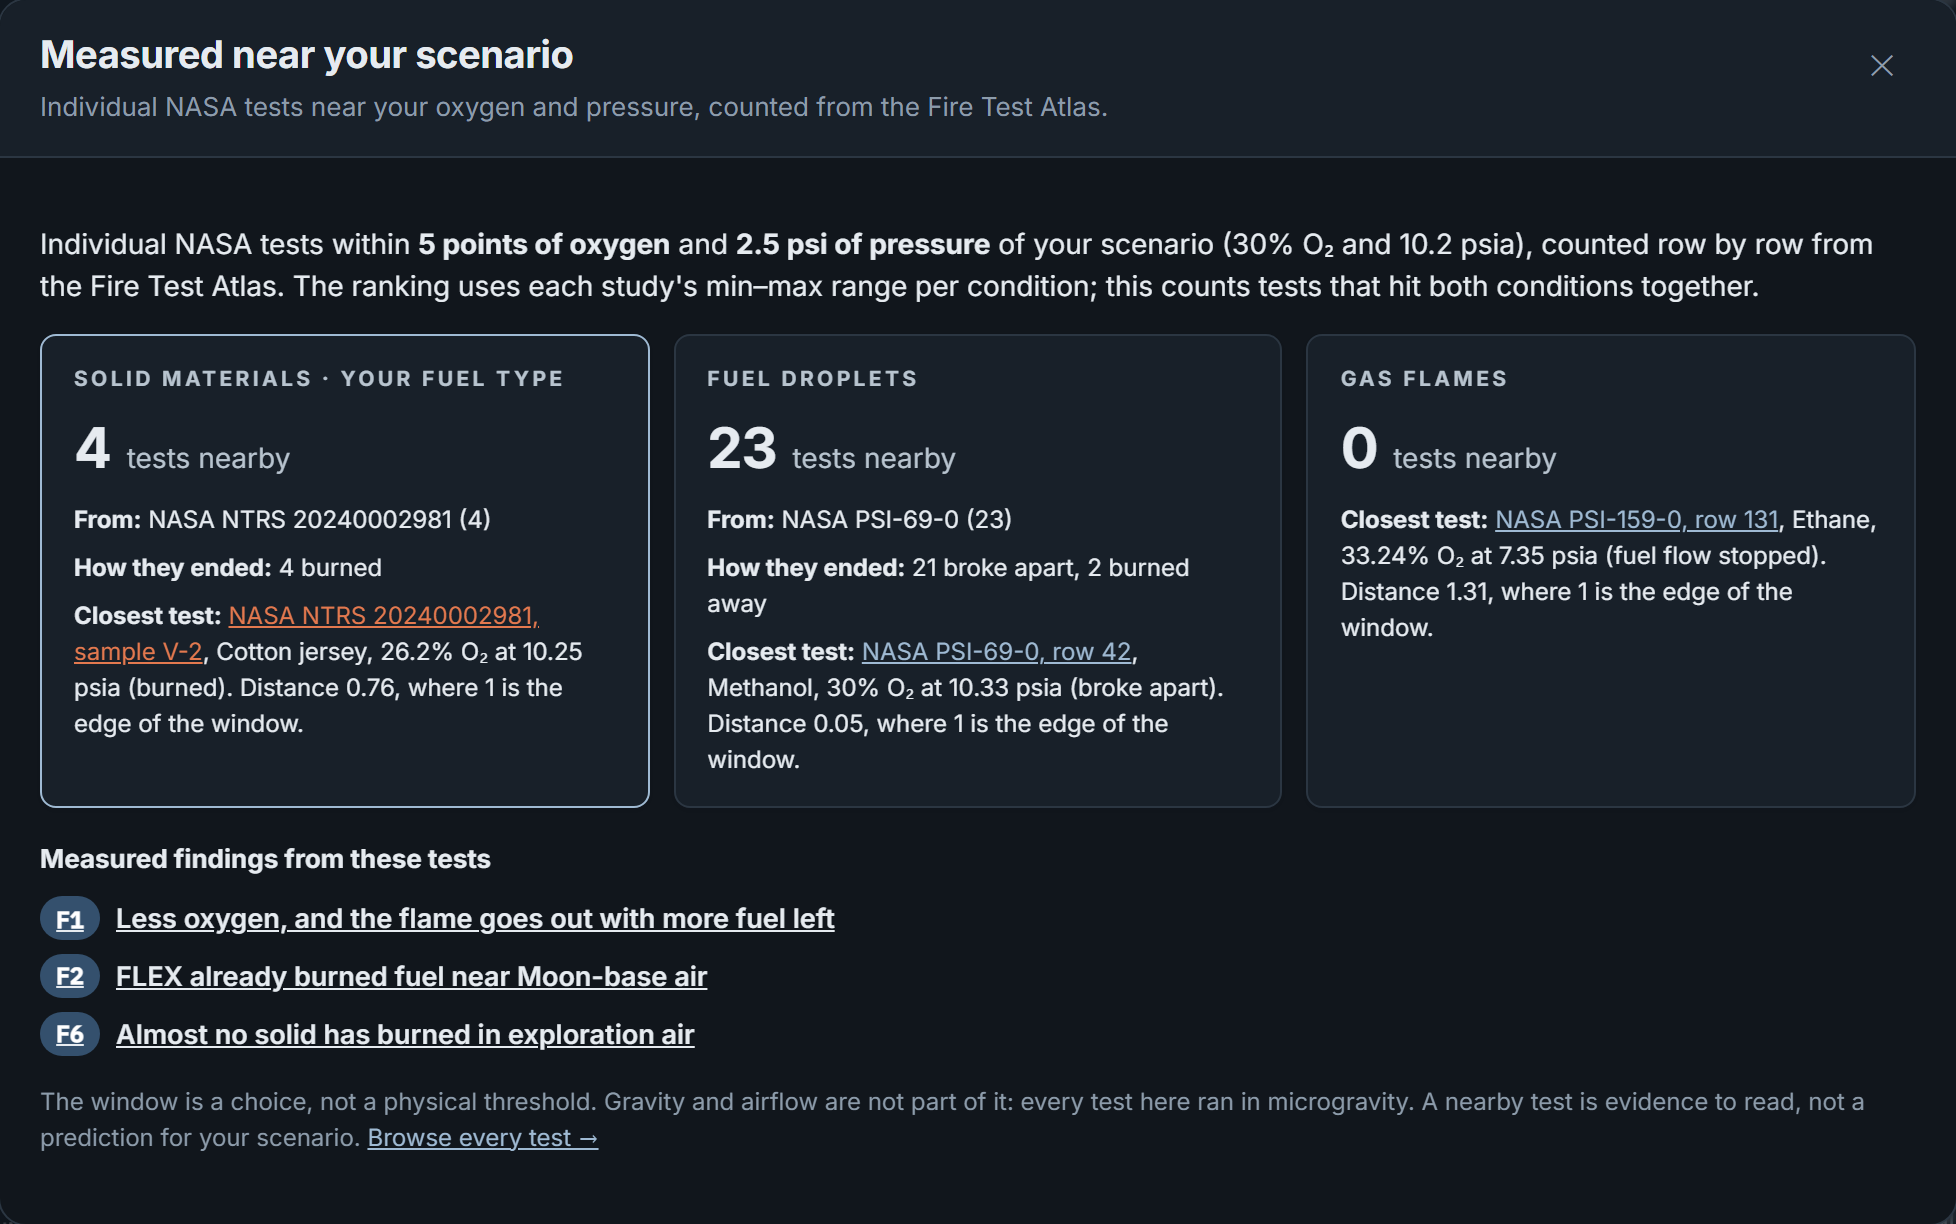 Measured near your scenario
Individual NASA tests near your oxygen and pressure, counted from the Fire Test Atlas.
Individual NASA tests within 5 points of oxygen and 2.5 psi of pressure of your scenario (30% O₂ and 10.2 psia), counted row by row from
the Fire Test Atlas. The ranking uses each study's min–max range per condition; this counts tests that hit both conditions together.
SOLID MATERIALS · YOUR FUEL TYPE
4 tests nearby
From: NASA NTRS 20240002981 (4)
How they ended: 4 burned
Closest test: NASA NTRS 20240002981,
sample V-2, Cotton jersey, 26.2% O₂ at 10.25
psia (burned). Distance 0.76, where 1 is the
edge of the window.
FUEL DROPLETS
23 tests nearby
From: NASA PSI-69-0 (23)
How they ended: 21 broke apart, 2 burned
away
Closest test: NASA PSI-69-0, row 42,
Methanol, 30% O₂ at 10.33 psia (broke apart).
Distance 0.05, where 1 is the edge of the
window.
GAS FLAMES
0 tests nearby
Closest test: NASA PSI-159-0, row 131, Ethane,
33.24% O₂ at 7.35 psia (fuel flow stopped).
Distance 1.31, where 1 is the edge of the
window.
Measured findings from these tests
F1 Less oxygen, and the flame goes out with more fuel left
F2 FLEX already burned fuel near Moon-base air
F6 Almost no solid has burned in exploration air
The window is a choice, not a physical threshold. Gravity and airflow are not part of it: every test here ran in microgravity. A nearby test is evidence to read, not a
prediction for your scenario. Browse every test →